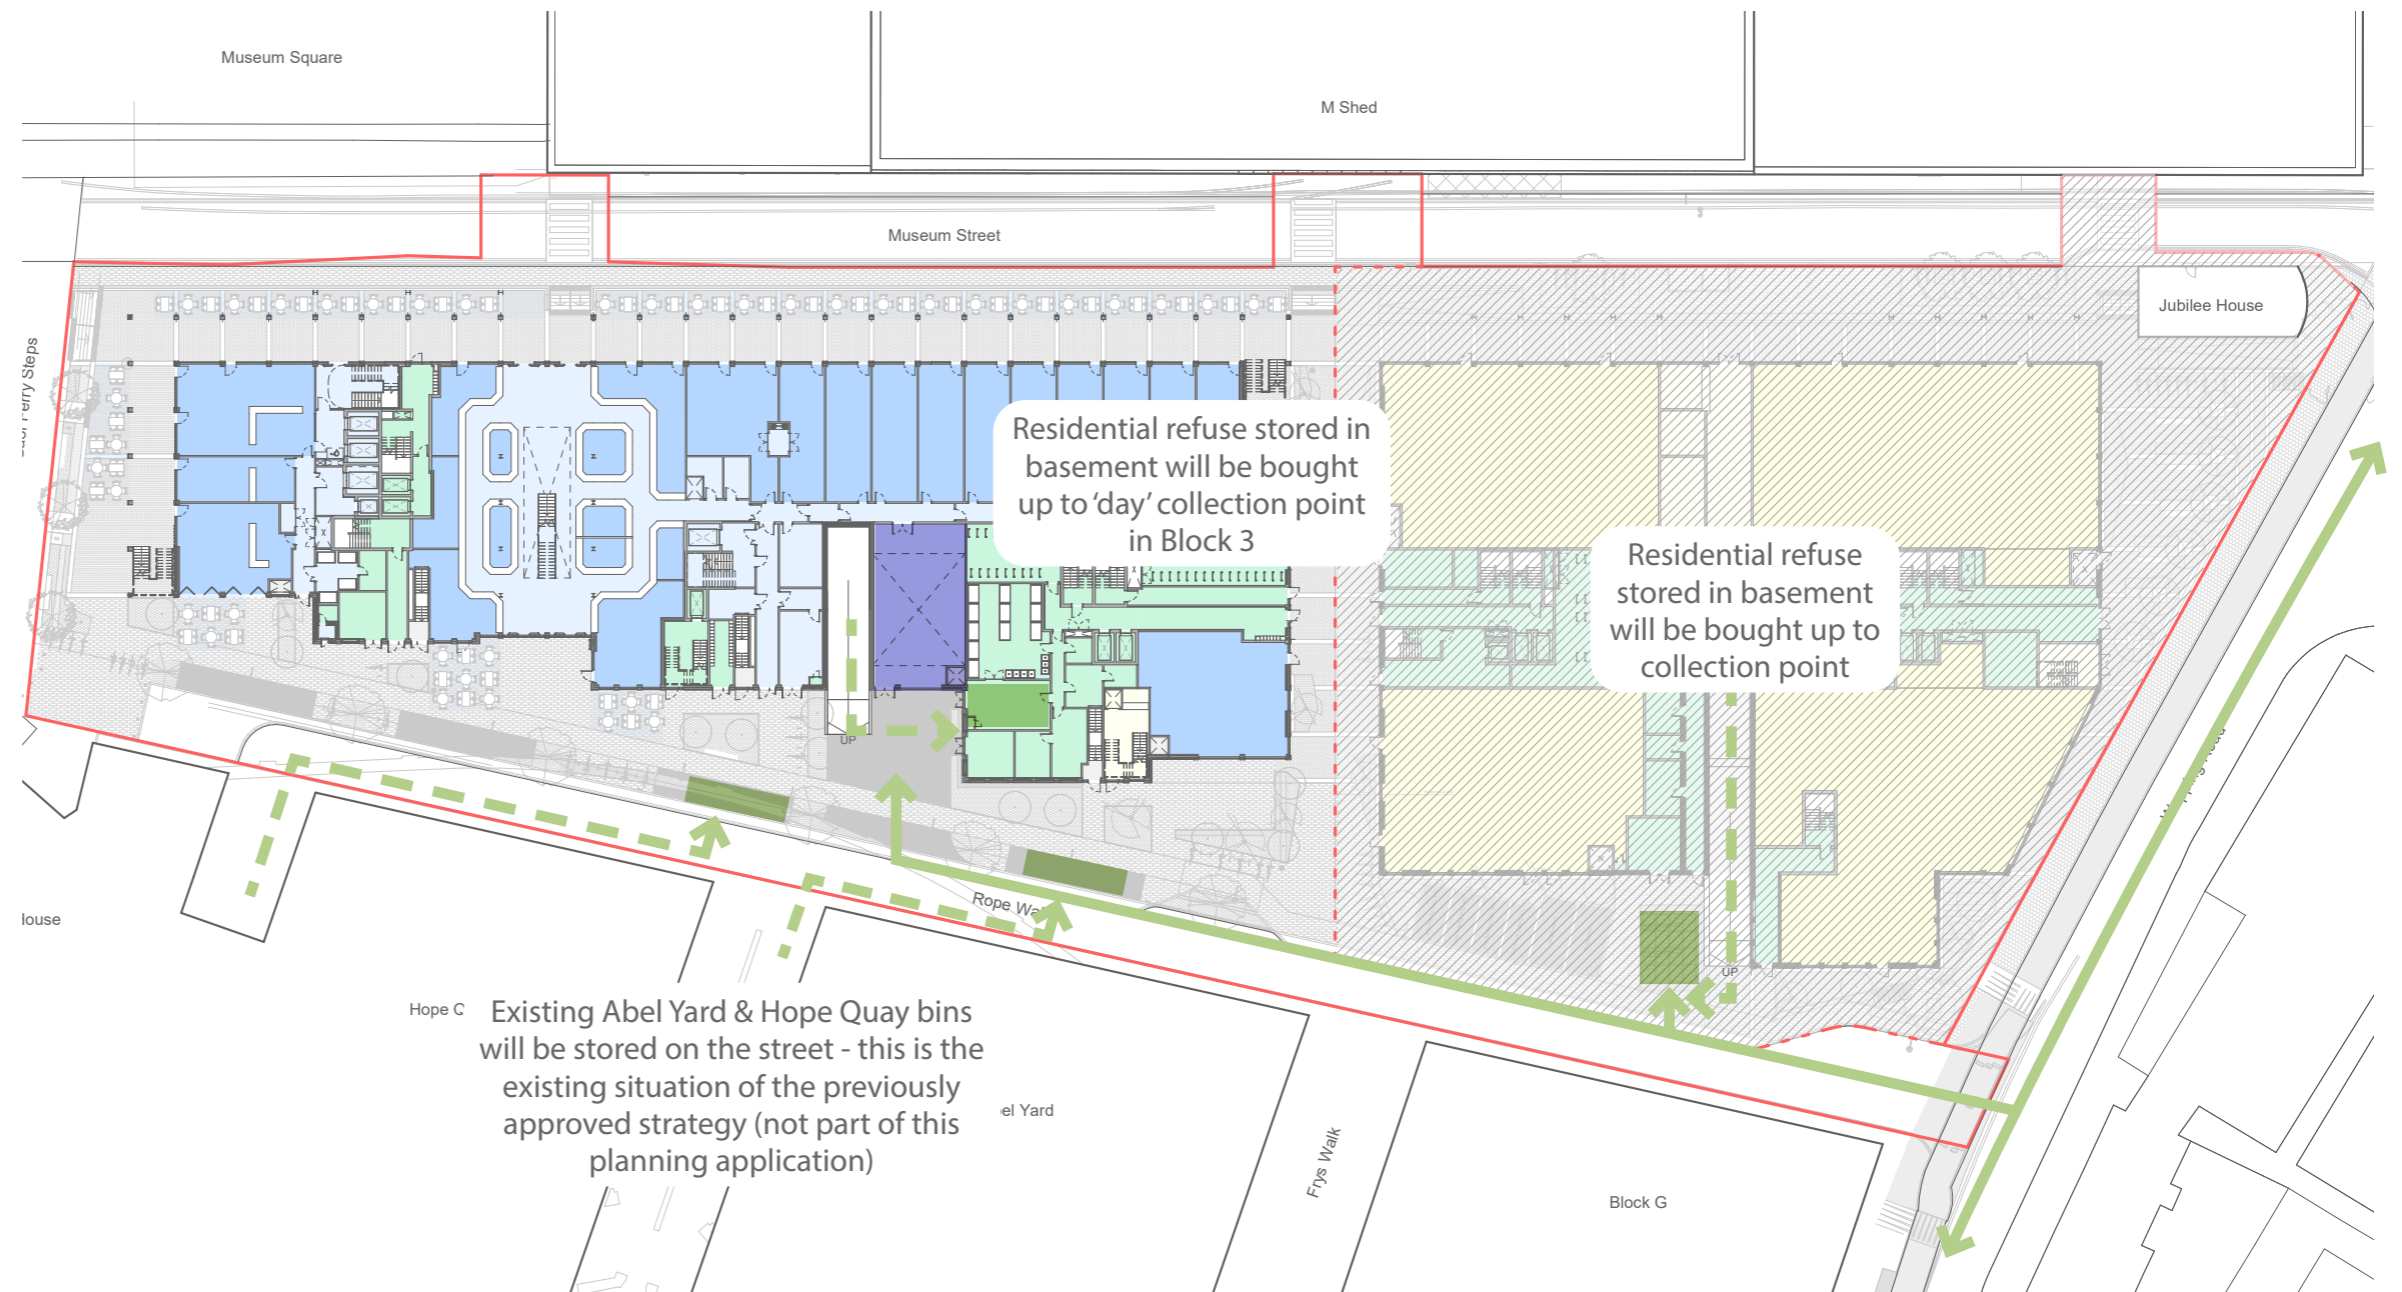 Museum Square
M Shed
Museum Street
Jubilee House
Ferry Steps
Residential refuse stored in
basement will be bought
up to ‘day’ collection point
in Block 3
Residential refuse
stored in basement
will be bought up to
collection point
UP
Rope
UP
Hope
Existing Abel Yard & Hope Quay bins
will be stored on the street - this is the
existing situation of the previously
approved strategy (not part of this
planning application)
Yard
Frys Walk
Block G